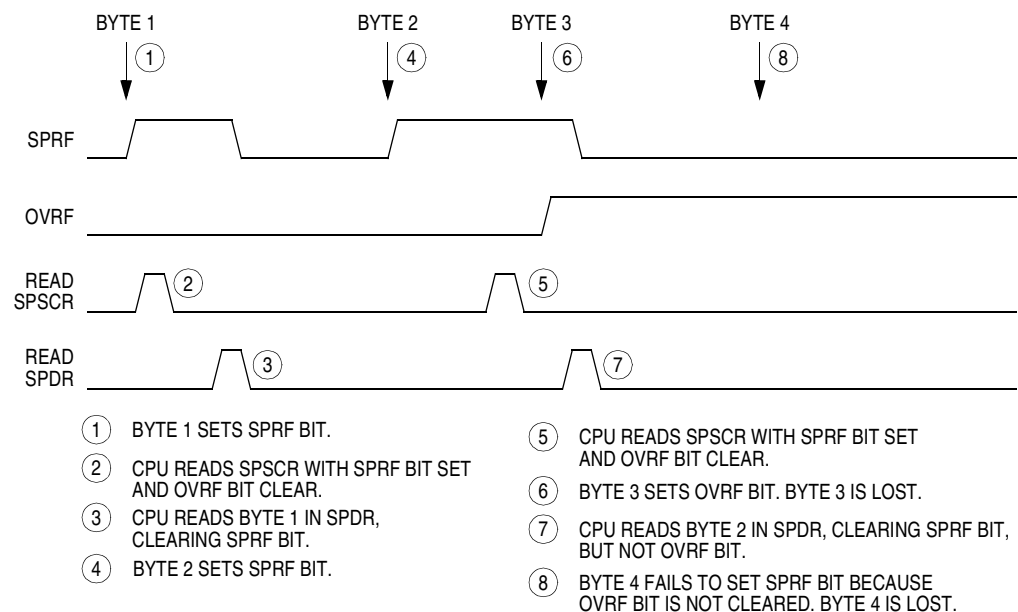 BYTE 1 BYTE 2 BYTE 3 BYTE 4
1 4 6 8
SPRF
OVRF
READ
SPSCR
2 5
READ
SPDR
3 7
1 BYTE 1 SETS SPRF BIT.
2 CPU READS SPSCR WITH SPRF BIT SET
AND OVRF BIT CLEAR.
3 CPU READS BYTE 1 IN SPDR,
CLEARING SPRF BIT.
4 BYTE 2 SETS SPRF BIT.
5 CPU READS SPSCR WITH SPRF BIT SET
AND OVRF BIT CLEAR.
6 BYTE 3 SETS OVRF BIT. BYTE 3 IS LOST.
7 CPU READS BYTE 2 IN SPDR, CLEARING SPRF BIT,
BUT NOT OVRF BIT.
8 BYTE 4 FAILS TO SET SPRF BIT BECAUSE
OVRF BIT IS NOT CLEARED. BYTE 4 IS LOST.